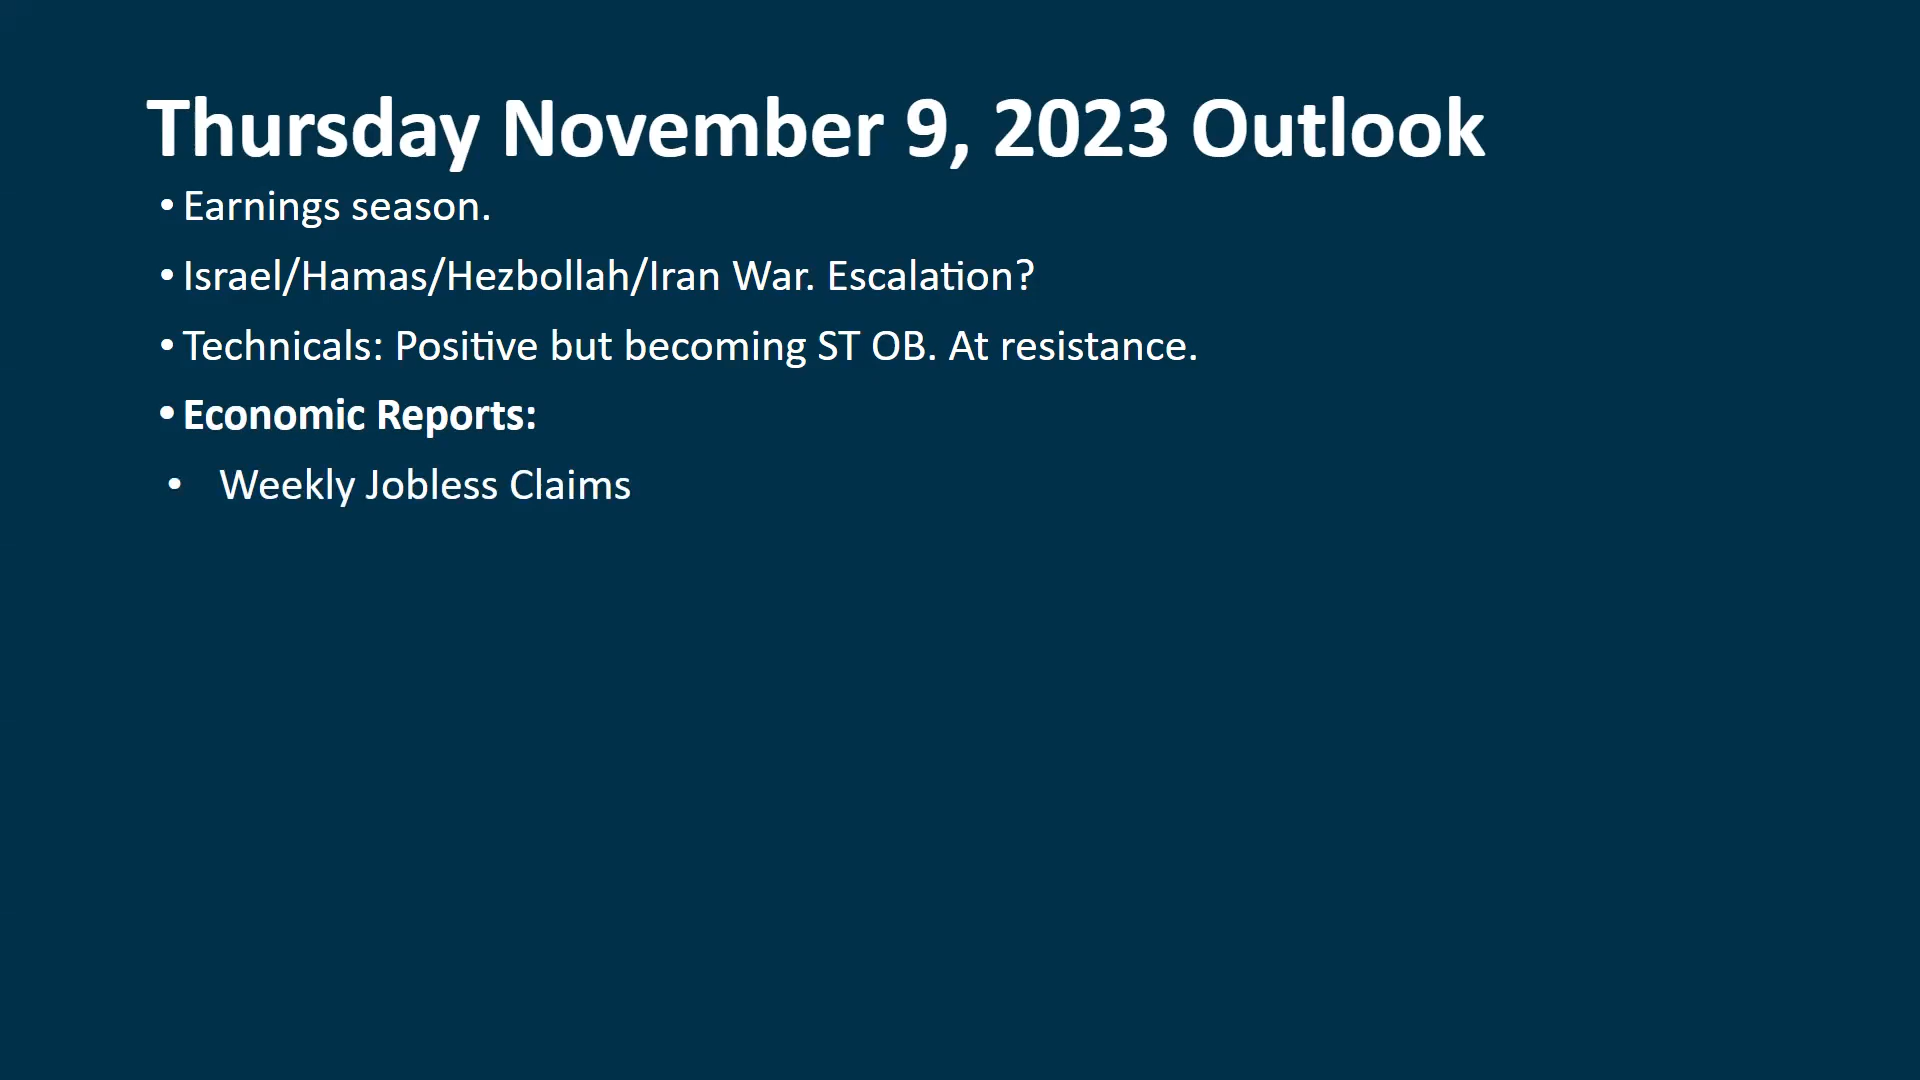 Thursday November 9, 2023 Outlook
• Earnings season.
• Israel/Hamas/Hezbollah/Iran War. Escalation?
• Technicals: Positive but becoming ST OB. At resistance.
• Economic Reports:
• Weekly Jobless Claims